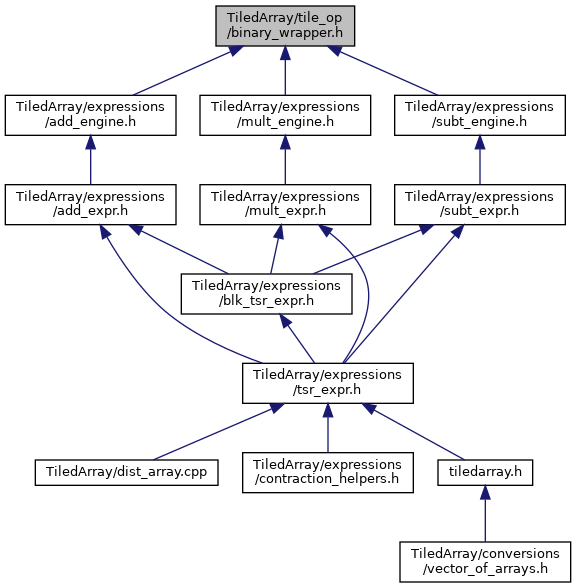 TiledArray/tile_op
/binary_wrapper.h
TiledArray/expressions
/add_engine.h
TiledArray/expressions
/mult_engine.h
TiledArray/expressions
/subt_engine.h
TiledArray/expressions
/add_expr.h
TiledArray/expressions
/mult_expr.h
TiledArray/expressions
/subt_expr.h
TiledArray/expressions
/blk_tsr_expr.h
TiledArray/expressions
/tsr_expr.h
TiledArray/dist_array.cpp
TiledArray/expressions
/contraction_helpers.h
tiledarray.h
TiledArray/conversions
/vector_of_arrays.h